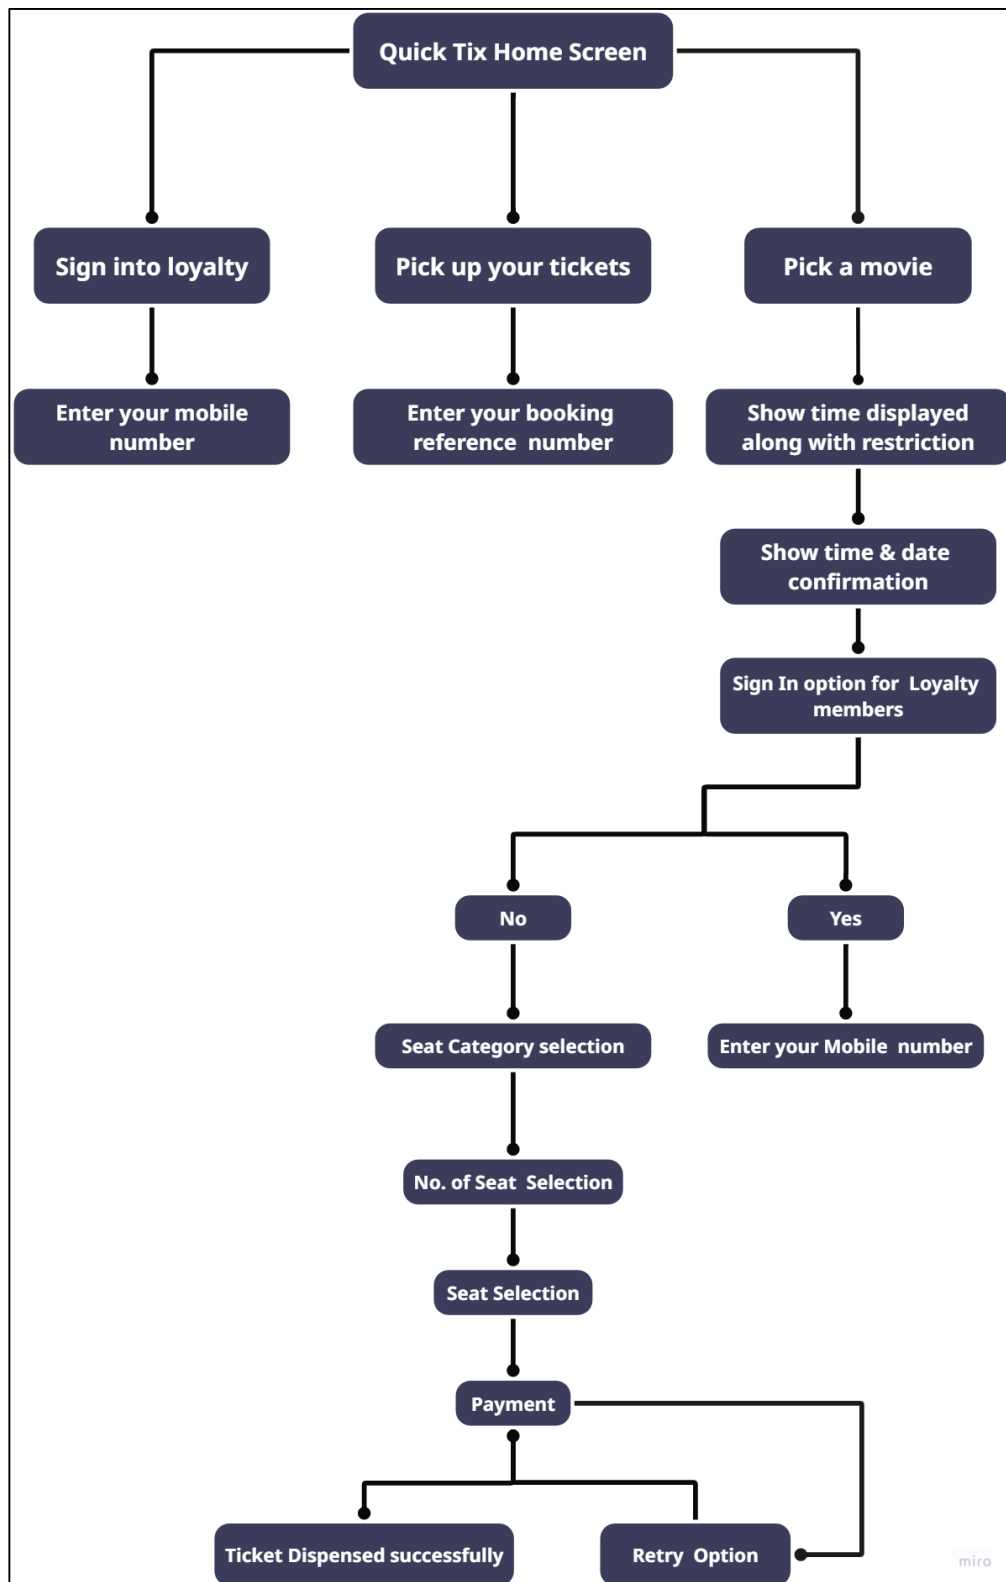 Quick Tix Home Screen
Sign into loyalty
Pick up your tickets
Pick a movie
Enter your mobile
number
Enter your booking
reference number
Show time displayed
along with restriction
Show time & date
confirmation
Sign In option for Loyalty
members
No
Yes
Seat Category selection
Enter your Mobile number
No. of Seat Selection
Seat Selection
Payment
Ticket Dispensed successfully
Retry Option
miro